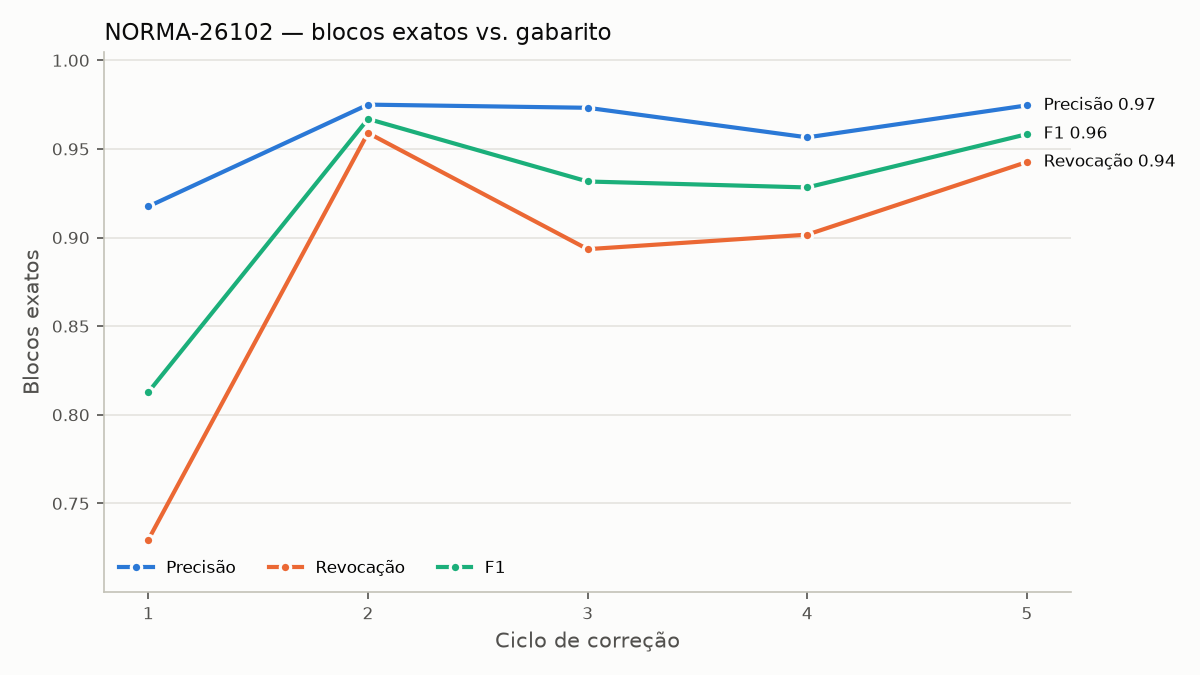 NORMA-26102 — blocos exatos vs. gabarito
Blocos exatos
1.00
0.95
0.90
0.85
0.80
0.75
Precisão 0.97
F1 0.96
Revocação 0.94
Precisão
Revocação
F1
1
2
3
4
5
Ciclo de correção